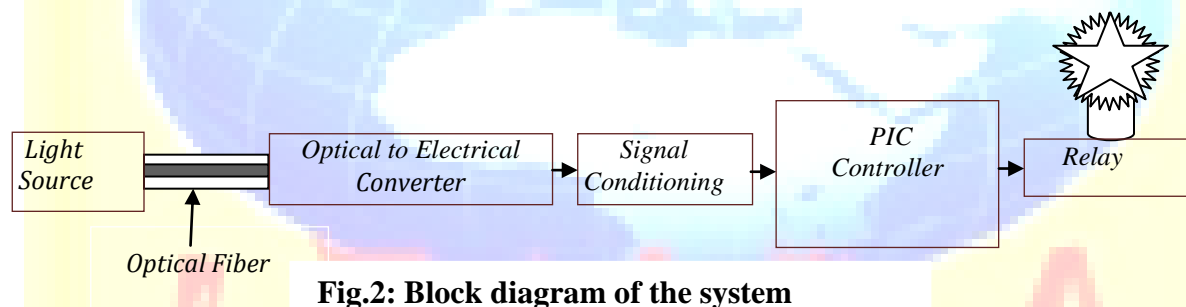 Light
Source
Optical to Electrical
Converter
Signal
Conditioning
PIC
Controller
Relay
Optical Fiber
Fig.2: Block diagram of the system